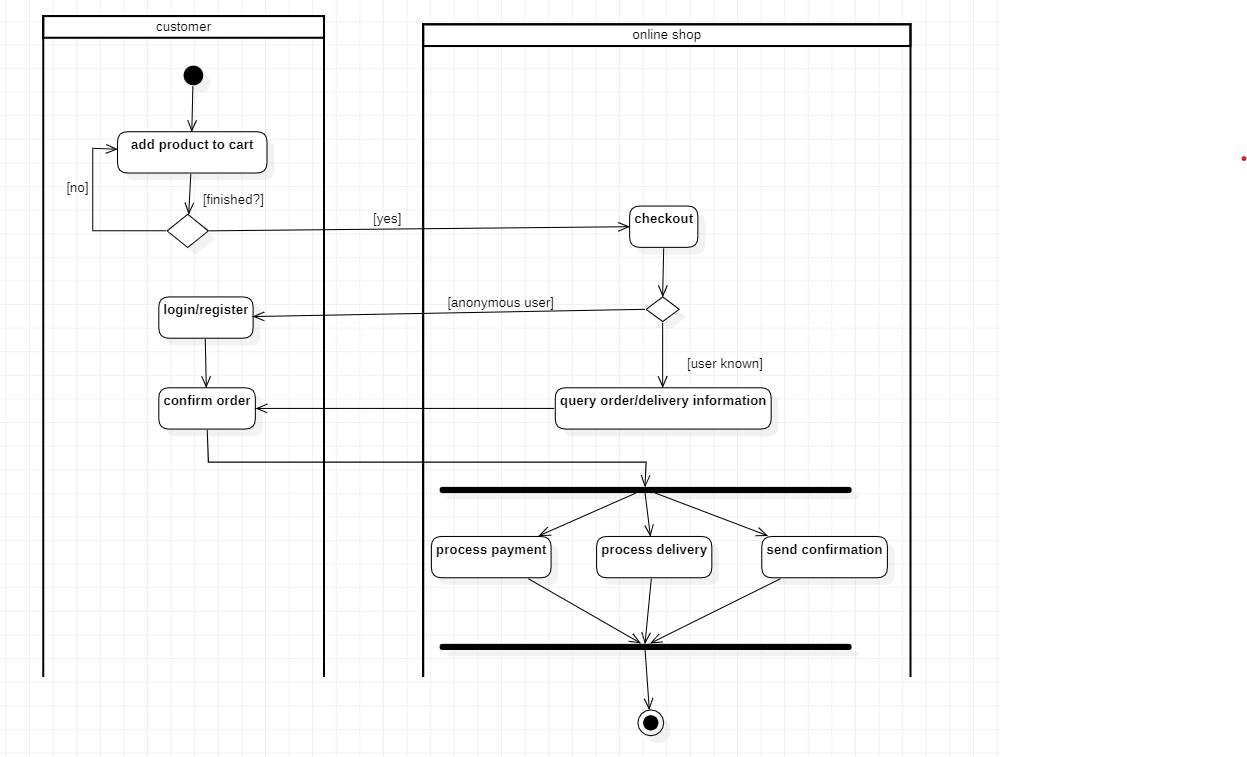 customer
online shop
add product to cart
[no]
[finished?]
[yes]
checkout
login/register
[anonymous user]
[user known]
confirm order
query order/delivery information
process payment
process delivery
send confirmation